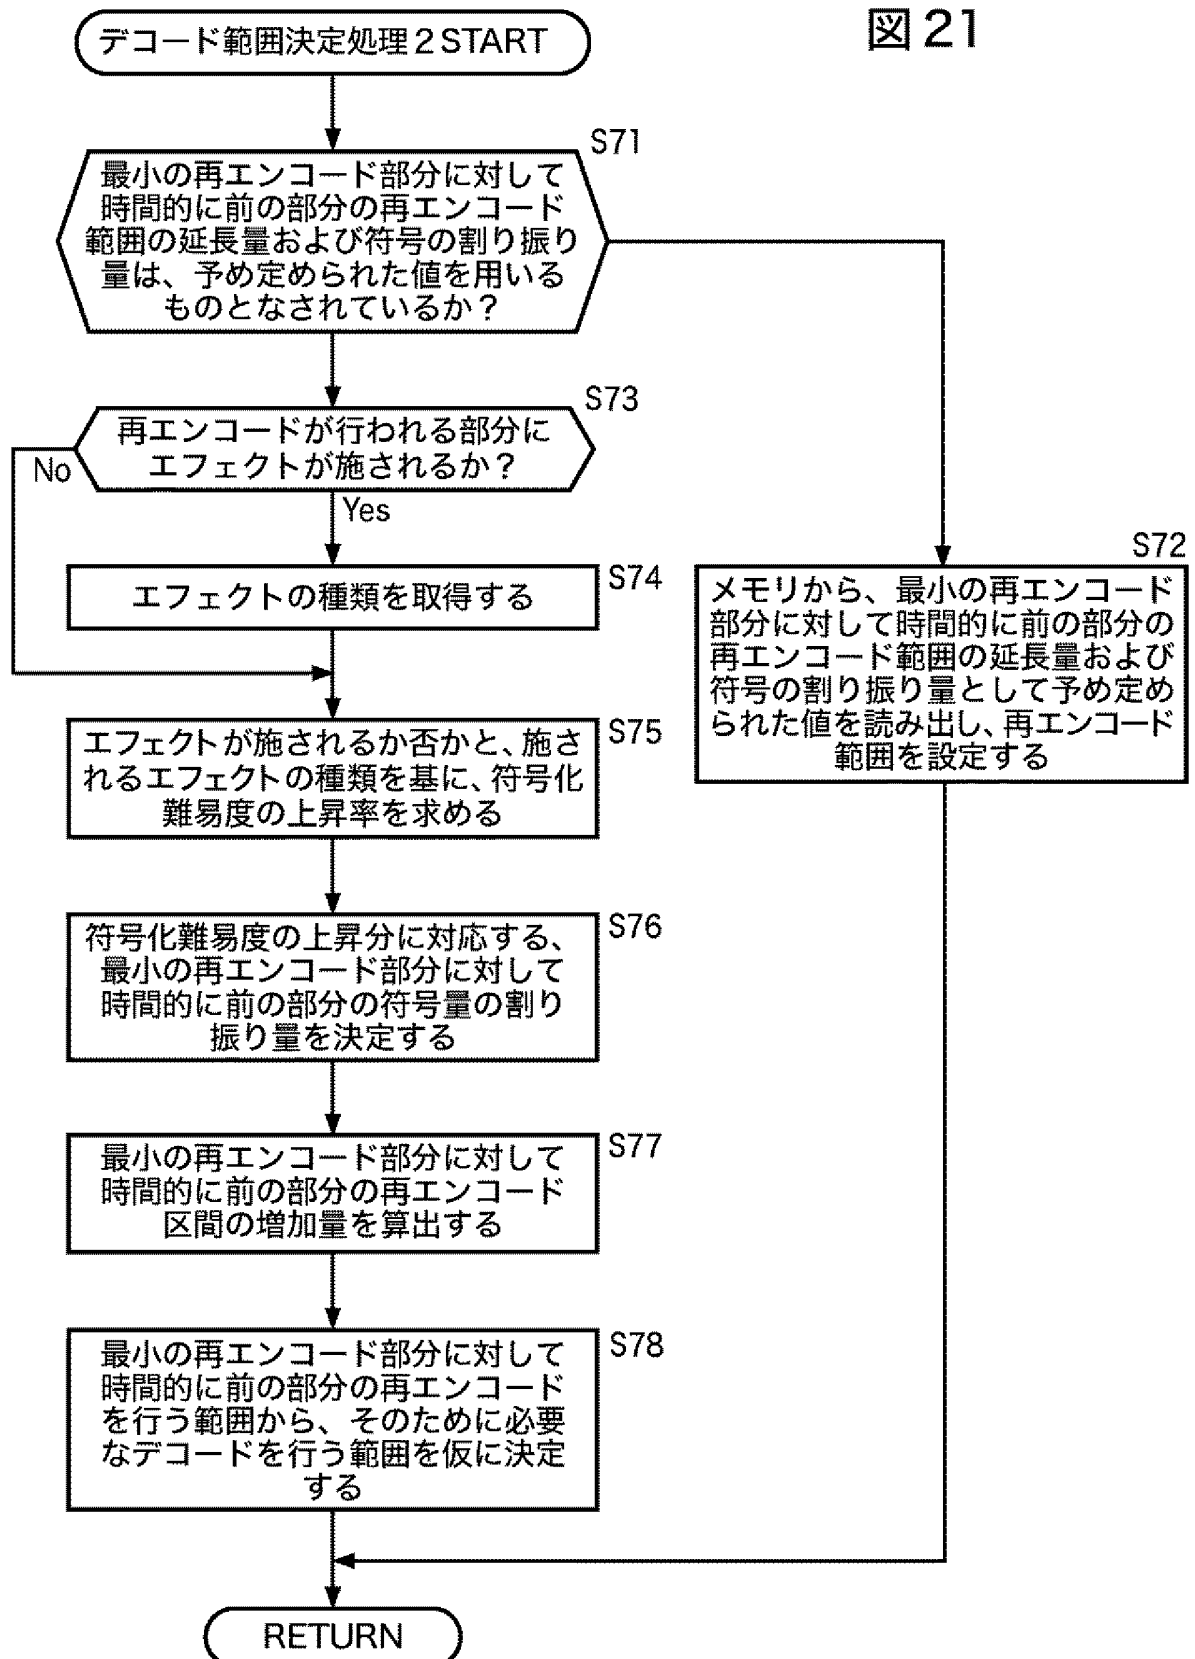 図21
デコード範囲決定処理2 START
S71
最小の再エンコード部分に対して
時間的に前の部分の再エンコード
範囲の延長量および符号の割り振り
量は、予め定められた値を用いる
ものとなされているか？
S73
再エンコードが行われる部分に
エフェクトが施されるか？
No
Yes
S74
エフェクトの種類を取得する
S72
メモリから、最小の再エンコード
部分に対して時間的に前の部分の
再エンコード範囲の延長量および
符号の割り振り量として予め定め
られた値を読み出し、再エンコード
範囲を設定する
S75
エフェクトが施されるか否かと、施さ
れるエフェクトの種類を基に、符号化
難易度の上昇率を求める
S76
符号化難易度の上昇分に対応する、
最小の再エンコード部分に対して
時間的に前の部分の符号量の割り
振り量を決定する
S77
最小の再エンコード部分に対して
時間的に前の部分の再エンコード
区間の増加量を算出する
S78
最小の再エンコード部分に対して
時間的に前の部分の再エンコード
を行う範囲から、そのために必要
なデコードを行う範囲を仮に決定
する
RETURN